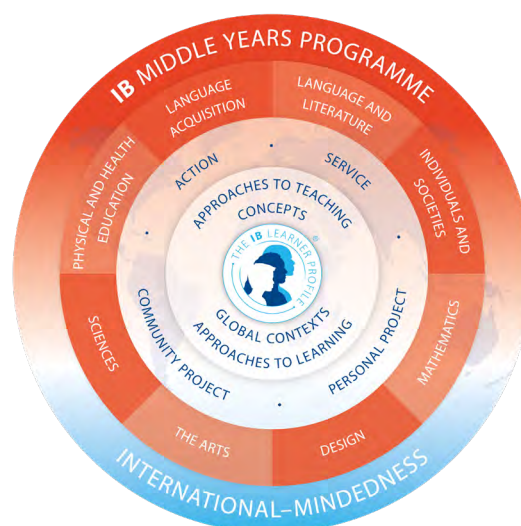 IB MIDDLE YEARS PROGRAMME
LANGUAGE
ACQUISITION
LANGUAGE AND
LITERATURE
PHYSICAL AND HEALTH
EDUCATION
INDIVIDUALS AND
SOCIETIES
SCIENCES
MATHEMATICS
THE ARTS
DESIGN
ACTION
SERVICE
COMMUNITY PROJECT
PERSONAL PROJECT
APPROACHES TO TEACHING
CONCEPTS
THE IB LEARNER PROFILE
®
GLOBAL CONTEXTS
APPROACHES TO LEARNING
INTERNATIONAL–MINDEDNESS